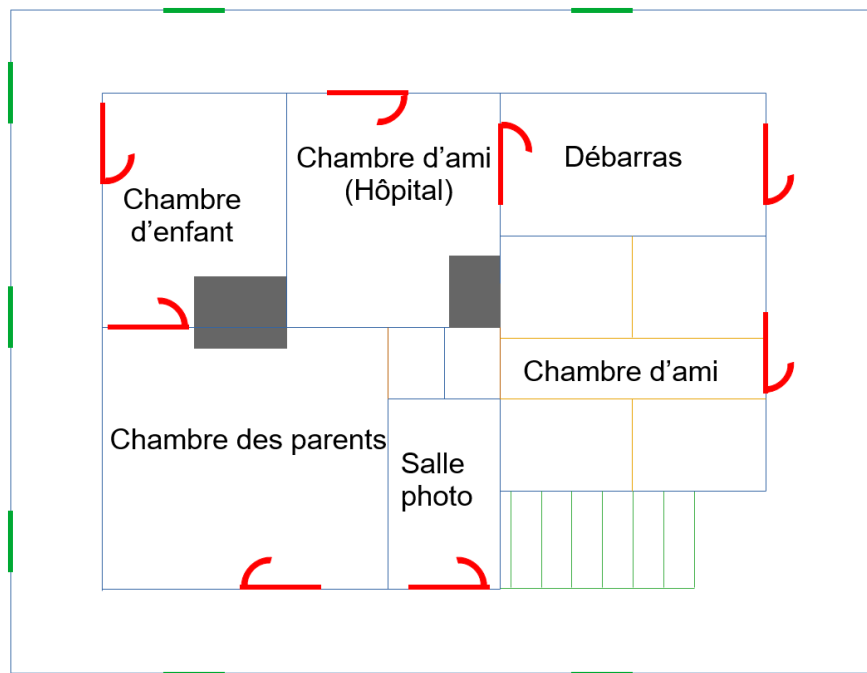 Chambre d’ami
(Hôpital)
Débarras
Chambre
d’enfant
Chambre d’ami
Chambre des parents
Salle
photo